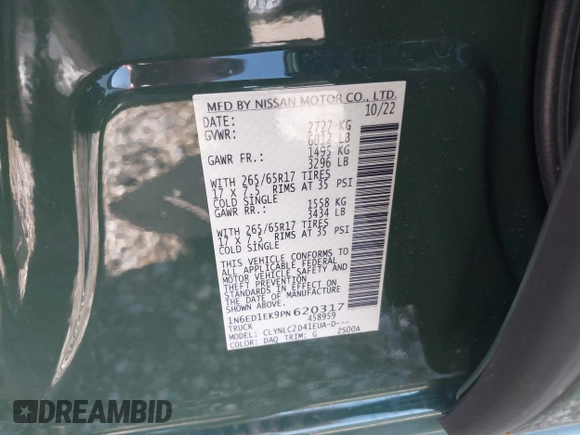 MFD BY NISSAN MOTOR CO., LTD.
DATE: 10/22
GVWR: 2727 KG
6012 LB
GAWR FR.: 1495 KG
3296 LB
WITH 265/65R17 TIRES
17 X 7.5 RIMS AT 35 PSI
COLD SINGLE
GAWR RR.: 1558 KG
3434 LB
WITH 265/65R17 TIRES
17 X 7.5 RIMS AT 35 PSI
COLD SINGLE
THIS VEHICLE CONFORMS TO
ALL APPLICABLE FEDERAL
MOTOR VEHICLE SAFETY AND
THEFT PREVENTION
STANDARDS IN EFFECT ON
THE DATE OF MANUFACTURE
SHOWN ABOVE.
1N6ED1EK9PN620317
TRUCK 458959
MODEL: CLYNLC2D41EUA-D---
COLOR: DAQ TRIM: G ZS00A
DREAMBID